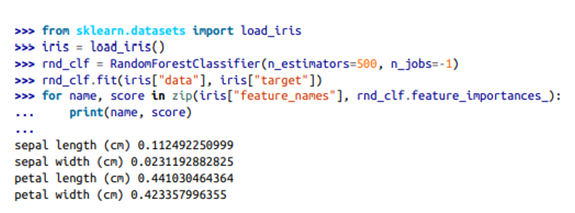 >>> from sklearn.datasets import load_iris
>>> iris = load_iris()
>>> rnd_clf = RandomForestClassifier(n_estimators=500, n_jobs=-1)
>>> rnd_clf.fit(iris["data"], iris["target"])
>>> for name, score in zip(iris["feature_names"], rnd_clf.feature_importances_):
...     print(name, score)
...
sepal length (cm) 0.112492250999
sepal width (cm) 0.0231192882825
petal length (cm) 0.441030464364
petal width (cm) 0.423357996355